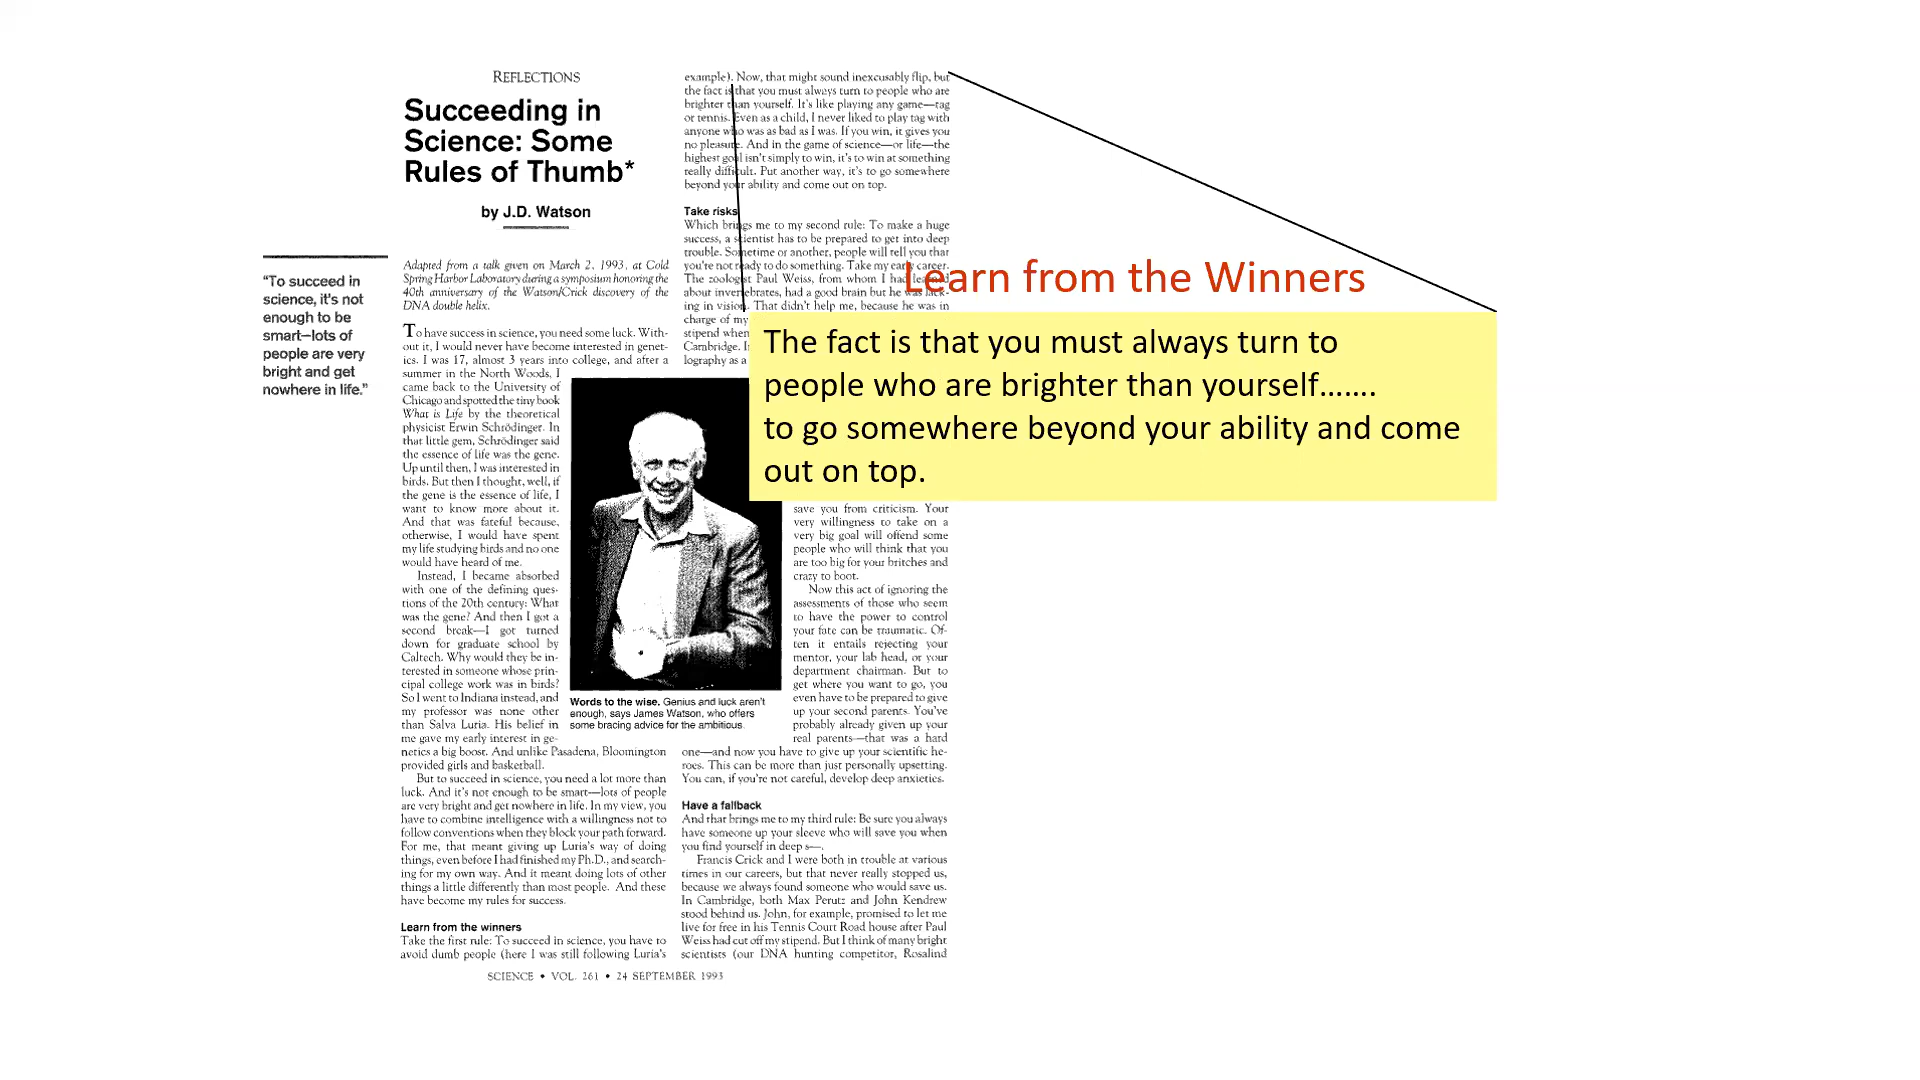 REFLECTIONS
Succeeding in
Science: Some
Rules of Thumb*
by J.D. Watson
“To succeed in
science, it's not
enough to be
smart–lots of
people are very
bright and get
nowhere in life.”
Adapted from a talk given on March 2, 1993, at Cold
Spring Harbor Laboratory during a symposium honoring the
40th anniversary of the Watson/Crick discovery of the
DNA double helix.
To have success in science, you need some luck. With-
out it, I would never have become interested in genet-
ics. I was 17, almost 3 years into college, and after a
summer in the North Woods, I
came back to the University of
Chicago and spotted the tiny book
What is Life by the theoretical
physicist Erwin Schrödinger. In
that little gem, Schrödinger said
the essence of life was the gene.
Up until then, I was interested in
birds. But then I thought, well, if
the gene is the essence of life, I
want to know more about it.
And that was fateful because,
otherwise, I would have spent
my life studying birds and no one
would have heard of me.
Instead, I became absorbed
with one of the defining ques-
tions of the 20th century: What
was the gene? And then I got a
second break—I got turned
down for graduate school by
Caltech. Why would they be in-
terested in someone whose prin-
cipal college work was in birds?
So I went to Indiana instead, and
my professor was none other
than Salva Luria. His belief in
me gave my early interest in ge-
netics a big boost. And unlike Pasadena, Bloomington
provided girls and basketball.
But to succeed in science, you need a lot more than
luck. And it's not enough to be smart—lots of people
are very bright and get nowhere in life. In my view, you
have to combine intelligence with a willingness not to
follow conventions when they block your path forward.
For me, that meant giving up Luria's way of doing
things, even before I had finished my Ph.D., and search-
ing for my own way. And it meant doing lots of other
things a little differently than most people. And these
have become my rules for success.
Learn from the winners
Take the first rule: To succeed in science, you have to
avoid dumb people (here I was still following Luria's
Words to the wise. Genius and luck aren't
enough, says James Watson, who offers
some bracing advice for the ambitious.
example). Now, that might sound inexcusably flip, but
the fact is that you must always turn to people who are
brighter than yourself. It's like playing any game—tag
or tennis. Even as a child, I never liked to play tag with
anyone who was as bad as I was. If you win, it gives you
no pleasure. And in the game of science—or life—the
highest goal isn't simply to win, it's to win at something
really difficult. Put another way, it's to go somewhere
beyond your ability and come out on top.
Take risks
Which brings me to my second rule: To make a huge
success, a scientist has to be prepared to get into deep
trouble. Sometime or another, people will tell you that
you're not ready to do something. Take my early career.
The zoologist Paul Weiss, from whom I had learned
about invertebrates, had a good brain but he was lack-
ing in vision. That didn't help me, because he was in
charge of my
stipend when
Cambridge.
lography as a
Learn from the Winners
The fact is that you must always turn to
people who are brighter than yourself…….
to go somewhere beyond your ability and come
out on top.
save you from criticism. Your
very willingness to take on a
very big goal will offend some
people who will think that you
are too big for your britches and
crazy to boot.
Now this act of ignoring the
assessments of those who seem
to have the power to control
your fate can be traumatic. Of-
ten it entails rejecting your
mentor, your lab head, or your
department chairman. But to
get where you want to go, you
even have to be prepared to give
up your second parents. You've
probably already given up your
real parents—that was a hard
one—and now you have to give up your scientific he-
roes. This can be more than just personally upsetting.
You can, if you're not careful, develop deep anxieties.
Have a fallback
And that brings me to my third rule: Be sure you always
have someone up your sleeve who will save you when
you find yourself in deep s—.
Francis Crick and I were both in trouble at various
times in our careers, but that never really stopped us,
because we always found someone who would save us.
In Cambridge, both Max Perutz and John Kendrew
stood behind us. John, for example, promised to let me
live for free in his Tennis Court Road house after Paul
Weiss had cut off my stipend. But I think of many bright
scientists (our DNA hunting competitor, Rosalind
SCIENCE • VOL. 261 • 24 SEPTEMBER 1993